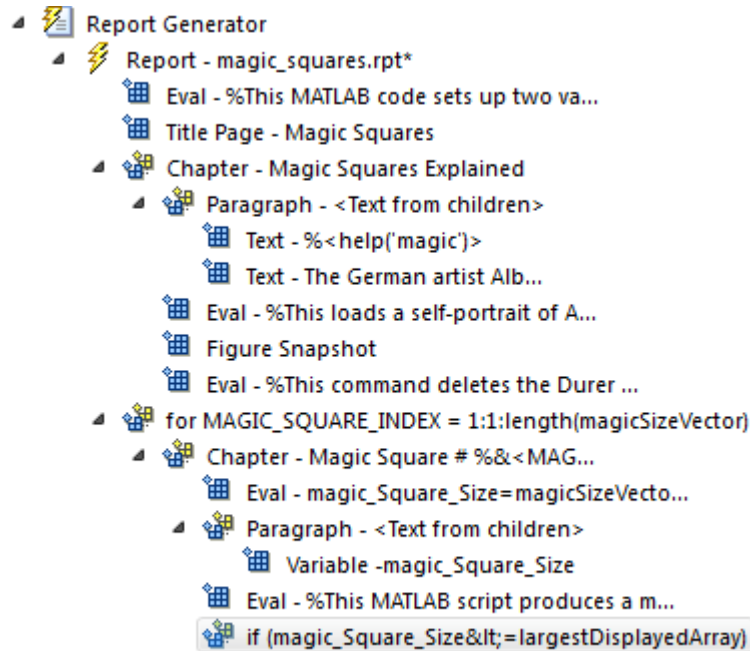 Report Generator
Report - magic_squares.rpt*
Eval - %This MATLAB code sets up two va...
Title Page - Magic Squares
Chapter - Magic Squares Explained
Paragraph - <Text from children>
Text - %<help('magic')>
Text - The German artist Alb...
Eval - %This loads a self-portrait of A...
Figure Snapshot
Eval - %This command deletes the Durer ...
for MAGIC_SQUARE_INDEX = 1:1:length(magicSizeVector)
Chapter - Magic Square # %&<MAG...
Eval - magic_Square_Size=magicSizeVecto...
Paragraph - <Text from children>
Variable -magic_Square_Size
Eval - %This MATLAB script produces a m...
if (magic_Square_Size&lt;=largestDisplayedArray)